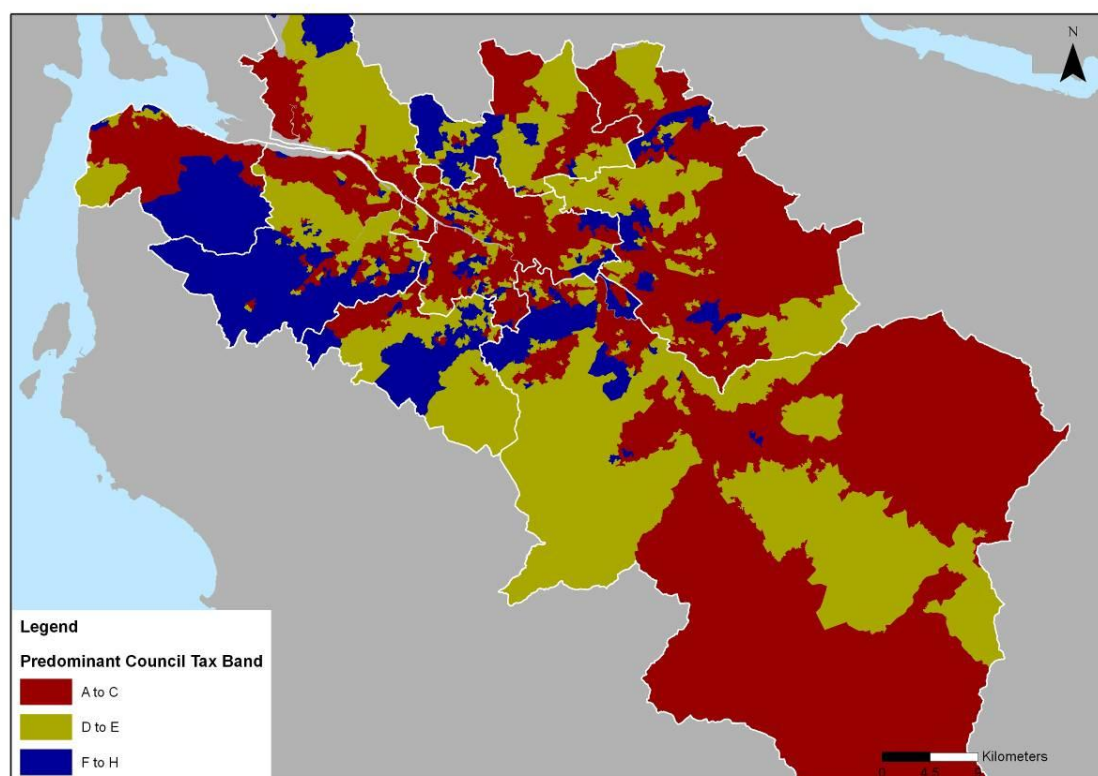 N
Legend
Predominant Council Tax Band
A to C
D to E
F to H
Kilometers
0 4.5